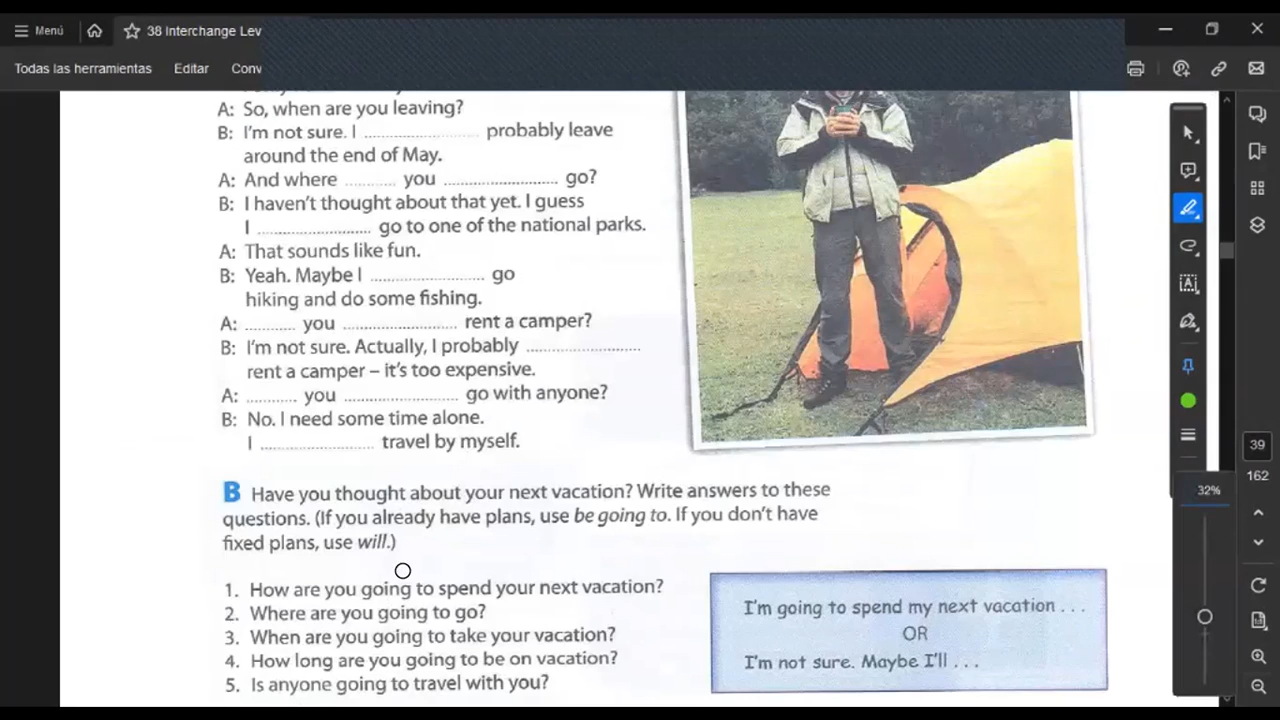 Menú
38 Interchange Lev
Todas las herramientas
Editar
Conv
A: So, when are you leaving?
B: I'm not sure. I .............................. probably leave
around the end of May.
A: And where ............. you .............................. go?
B: I haven't thought about that yet. I guess
I .............................. go to one of the national parks.
A: That sounds like fun.
B: Yeah. Maybe I .............................. go
hiking and do some fishing.
A: ............. you .............................. rent a camper?
B: I'm not sure. Actually, I probably ..............................
rent a camper – it's too expensive.
A: ............. you .............................. go with anyone?
B: No. I need some time alone.
I .............................. travel by myself.
B Have you thought about your next vacation? Write answers to these
questions. (If you already have plans, use be going to. If you don't have
fixed plans, use will.)
1. How are you going to spend your next vacation?
2. Where are you going to go?
3. When are you going to take your vacation?
4. How long are you going to be on vacation?
5. Is anyone going to travel with you?
I'm going to spend my next vacation . . .
OR
I'm not sure. Maybe I'll . . .
39
162
32%